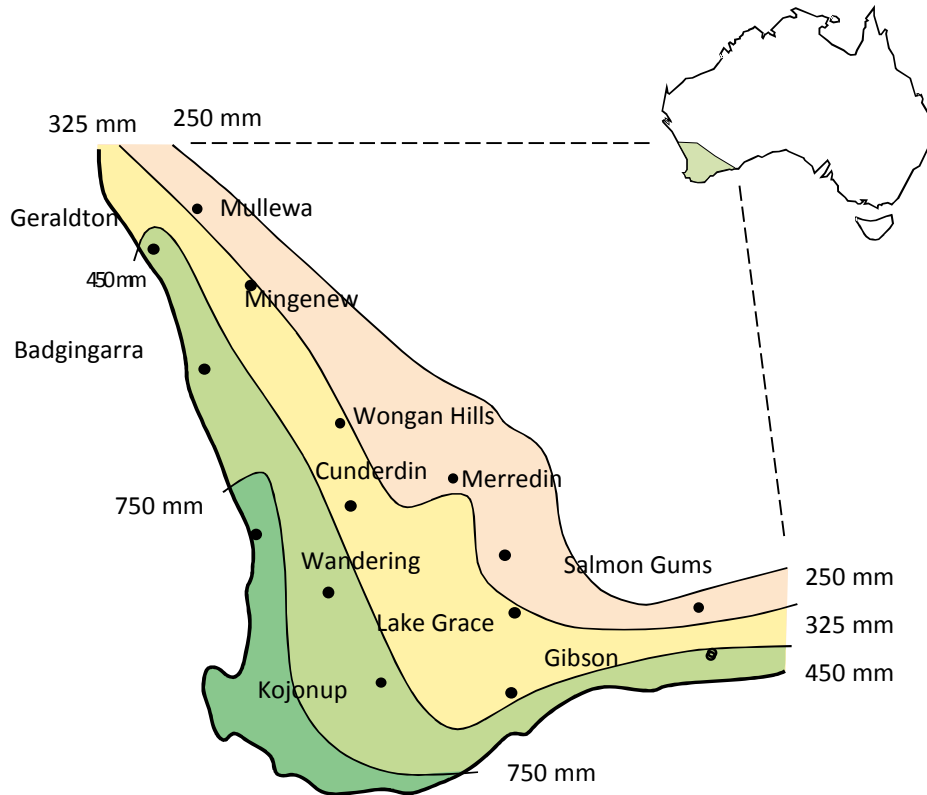 250 mm
325 mm
Mullewa
Geraldton
Mingenew
Badgingarra
Wongan Hills
Cunderdin
Merredin
750 mm
Wandering
Salmon Gums
250 mm
Lake Grace
325 mm
Gibson
450 mm
Kojonup
750 mm